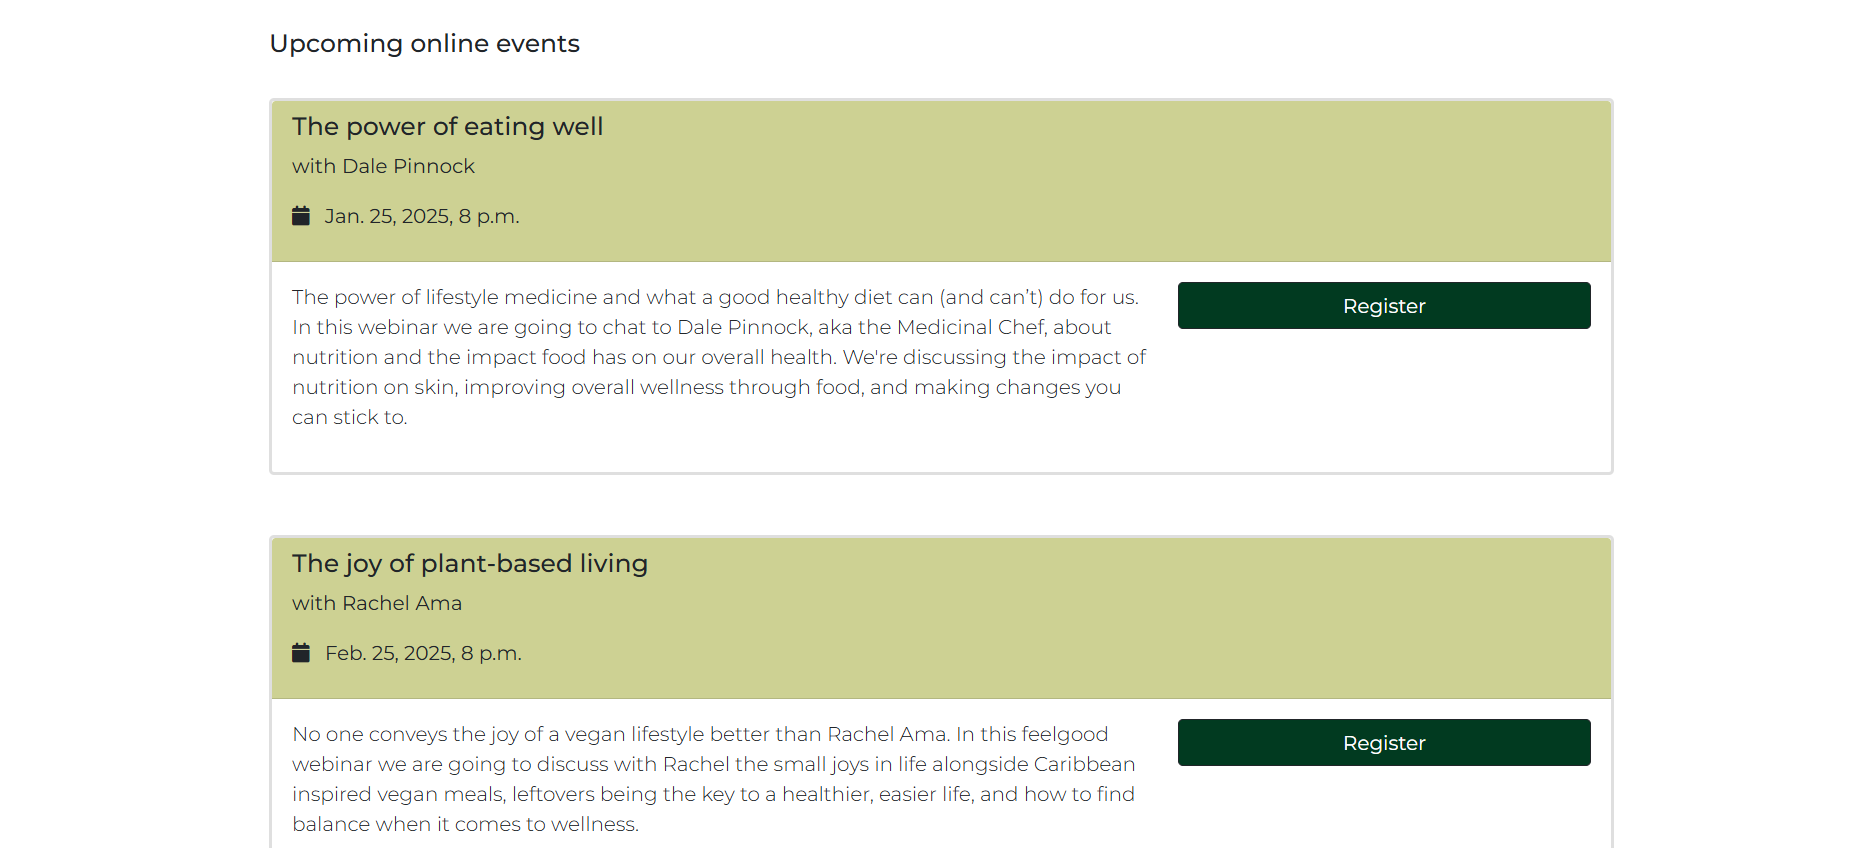 Upcoming online events
The power of eating well
with Dale Pinnock
Jan. 25, 2025, 8 p.m.
The power of lifestyle medicine and what a good healthy diet can (and can’t) do for us.
In this webinar we are going to chat to Dale Pinnock, aka the Medicinal Chef, about
nutrition and the impact food has on our overall health. We're discussing the impact of
nutrition on skin, improving overall wellness through food, and making changes you
can stick to.
Register
The joy of plant-based living
with Rachel Ama
Feb. 25, 2025, 8 p.m.
No one conveys the joy of a vegan lifestyle better than Rachel Ama. In this feelgood
webinar we are going to discuss with Rachel the small joys in life alongside Caribbean
inspired vegan meals, leftovers being the key to a healthier, easier life, and how to find
balance when it comes to wellness.
Register